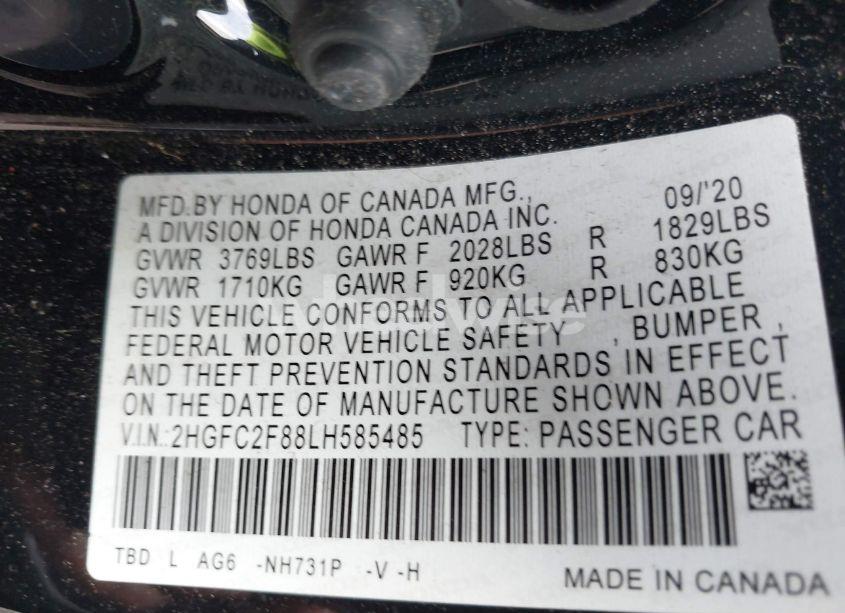 MFD.BY HONDA OF CANADA MFG., 09/'20
A DIVISION OF HONDA CANADA INC.
GVWR 3769LBS GAWR F 2028LBS R 1829LBS
GVWR 1710KG GAWR F 920KG R 830KG
THIS VEHICLE CONFORMS TO ALL APPLICABLE
FEDERAL MOTOR VEHICLE SAFETY , BUMPER ,
AND THEFT PREVENTION STANDARDS IN EFFECT
ON THE DATE OF MANUFACTURE SHOWN ABOVE.
V.I.N.:2HGFC2F88LH585485 TYPE: PASSENGER CAR
TBD L AG6 -NH731P -V -H
MADE IN CANADA